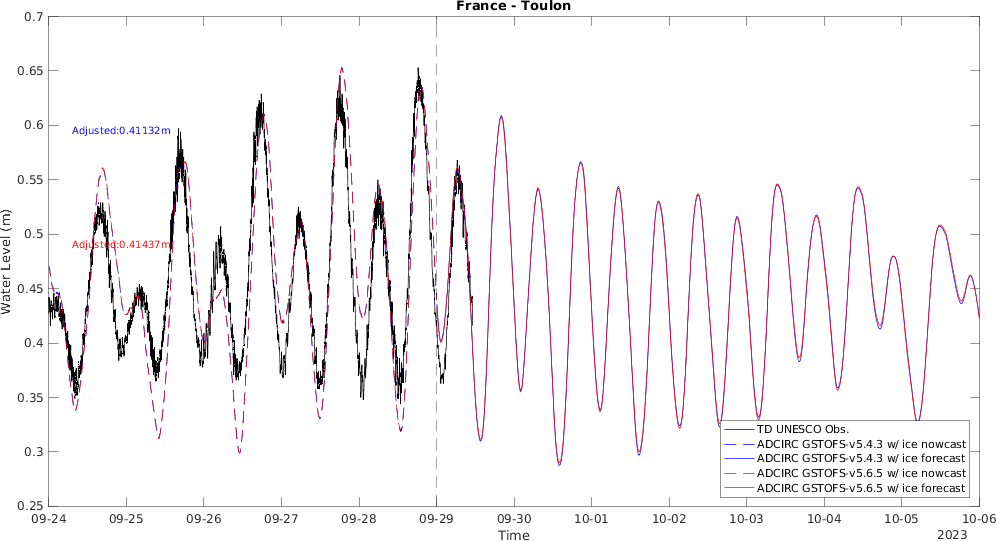 France - Toulon
0.7
0.65
0.6
0.55
0.5
0.45
0.4
0.35
0.3
0.25
Water Level (m)
Adjusted:0.41132m
Adjusted:0.41437m
TD UNESCO Obs.
ADCIRC GSTOFS-v5.4.3 w/ ice nowcast
ADCIRC GSTOFS-v5.4.3 w/ ice forecast
ADCIRC GSTOFS-v5.6.5 w/ ice nowcast
ADCIRC GSTOFS-v5.6.5 w/ ice forecast
09-24 09-25 09-26 09-27 09-28 09-29 09-30 10-01 10-02 10-03 10-04 10-05 10-06
Time
2023